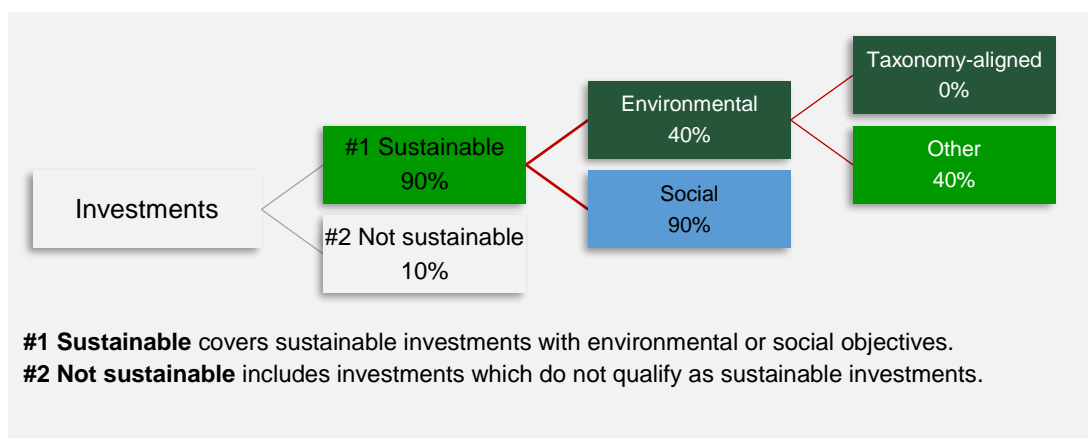 Taxonomy-aligned
0%
Environmental
40%
#1 Sustainable
90%
Other
40%
Investments
Social
90%
#2 Not sustainable
10%
#1 Sustainable covers sustainable investments with environmental or social objectives.
#2 Not sustainable includes investments which do not qualify as sustainable investments.